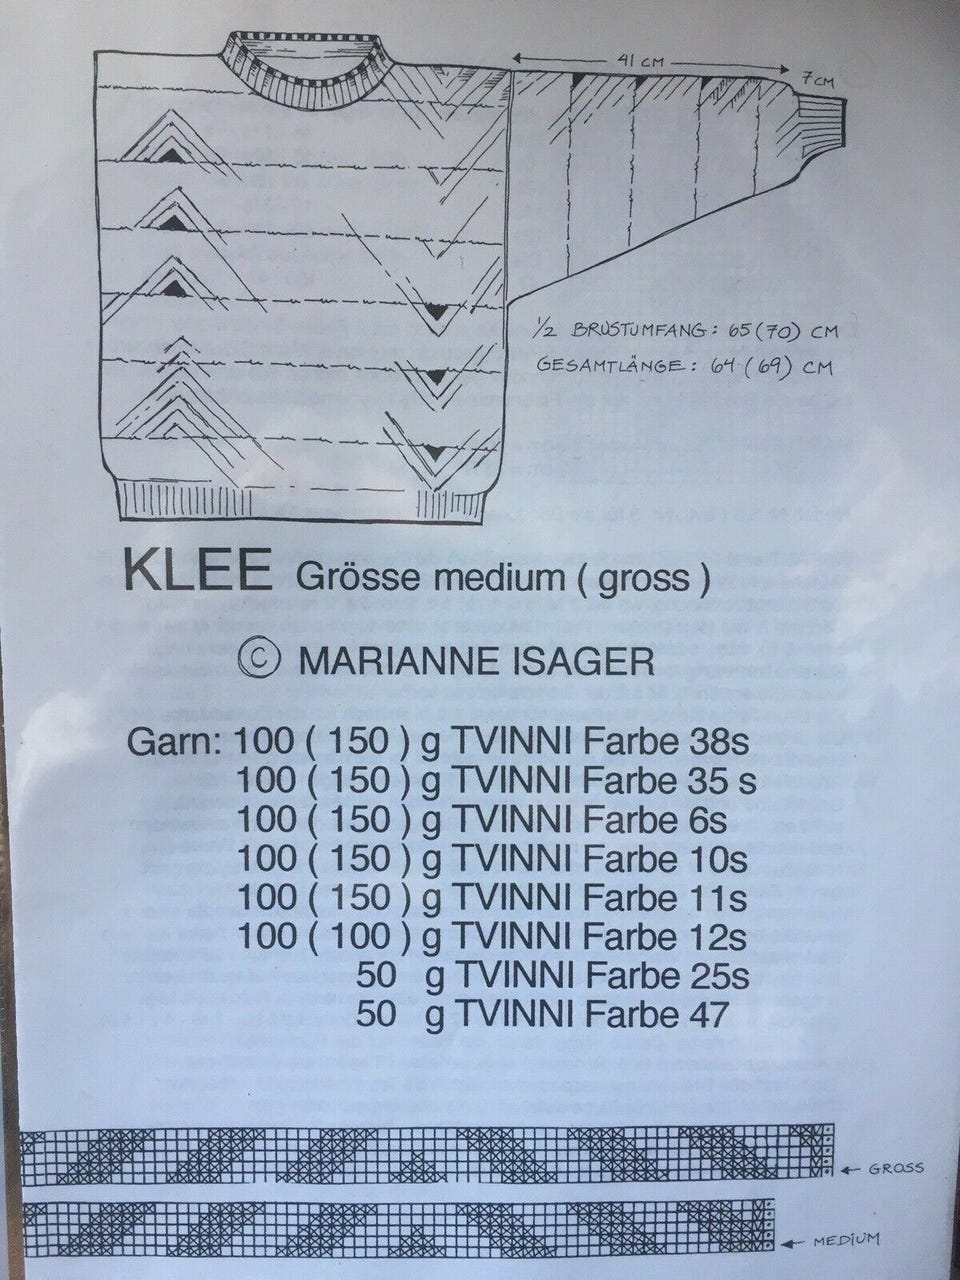 41 CM
7 CM
1/2 BRUSTUMFANG: 65 (70) CM
GESAMTLÄNGE: 64 (69) CM
KLEE Grösse medium ( gross )
© MARIANNE ISAGER
Garn: 100 ( 150 ) g TVINNI Farbe 38s
100 ( 150 ) g TVINNI Farbe 35 s
100 ( 150 ) g TVINNI Farbe 6s
100 ( 150 ) g TVINNI Farbe 10s
100 ( 150 ) g TVINNI Farbe 11s
100 ( 100 ) g TVINNI Farbe 12s
50 g TVINNI Farbe 25s
50 g TVINNI Farbe 47
GROSS
MEDIUM